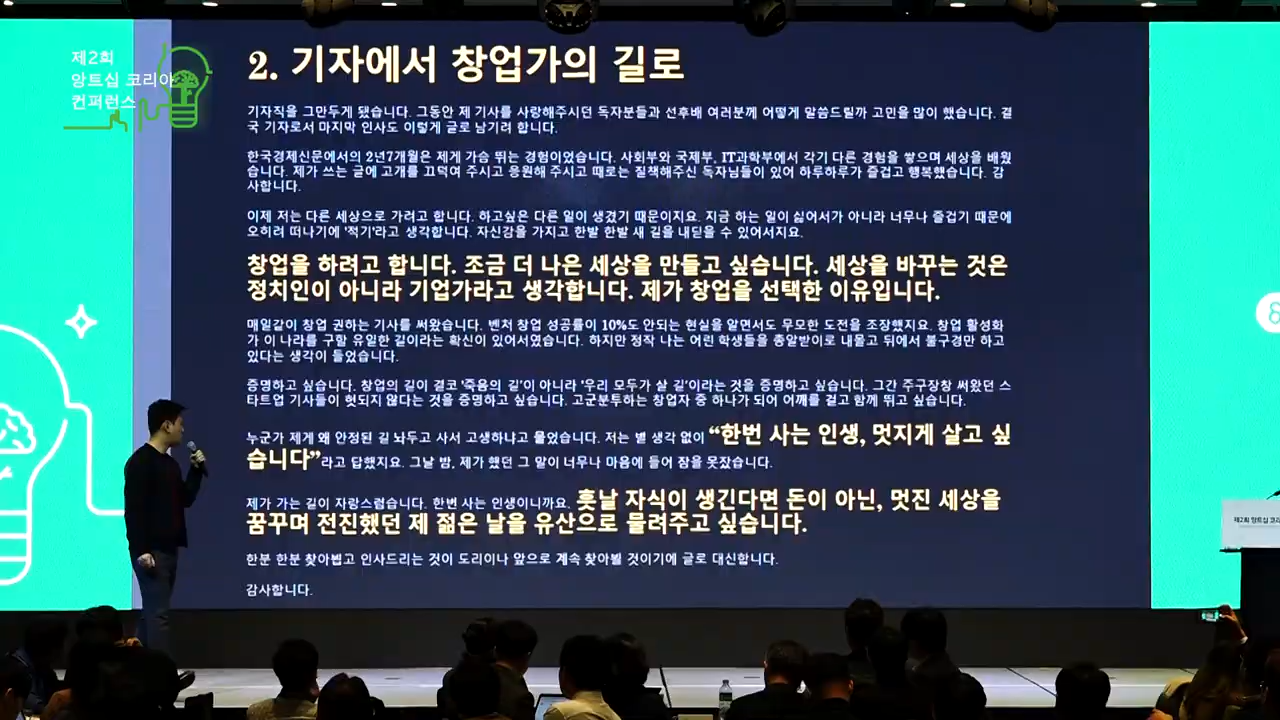 제2회
앙트십 코리아
컨퍼런스
2. 기자에서 창업가의 길로
기자직을 그만두게 됐습니다. 그동안 제 기사를 사랑해주시던 독자분들과 선후배 여러분께 어떻게 말씀드릴까 고민을 많이 했습니다. 결
국 기자로서 마지막 인사도 이렇게 글로 남기려 합니다.
한국경제신문에서의 2년7개월은 제게 가슴 뛰는 경험이었습니다. 사회부와 국제부, IT과학부에서 각기 다른 경험을 쌓으며 세상을 배웠
습니다. 제가 쓰는 글에 고개를 끄덕여 주시고 응원해 주시고 때로는 질책해주신 독자님들이 있어 하루하루가 즐겁고 행복했습니다. 감
사합니다.
이제 저는 다른 세상으로 가려고 합니다. 하고싶은 다른 일이 생겼기 때문이지요. 지금 하는 일이 싫어서가 아니라 너무나 즐겁기 때문에
오히려 떠나기에 '적기'라고 생각합니다. 자신감을 가지고 한발 한발 새 길을 내딛을 수 있어서지요.
창업을 하려고 합니다. 조금 더 나은 세상을 만들고 싶습니다. 세상을 바꾸는 것은
정치인이 아니라 기업가라고 생각합니다. 제가 창업을 선택한 이유입니다.
매일같이 창업 권하는 기사를 써왔습니다. 벤처 창업 성공률이 10%도 안되는 현실을 알면서도 무모한 도전을 조장했지요. 창업 활성화
가 이 나라를 구할 유일한 길이라는 확신이 있어서였습니다. 하지만 정작 나는 어린 학생들을 총알받이로 내몰고 뒤에서 불구경만 하고
있다는 생각이 들었습니다.
증명하고 싶습니다. 창업의 길이 결코 '죽음의 길'이 아니라 '우리 모두가 살 길'이라는 것을 증명하고 싶습니다. 그간 주구장창 써왔던 스
타트업 기사들이 헛되지 않다는 것을 증명하고 싶습니다. 고군분투하는 창업자 중 하나가 되어 어깨를 걸고 함께 뛰고 싶습니다.
누군가 제게 왜 안정된 길 놔두고 사서 고생하냐고 물었습니다. 저는 별 생각 없이 “한번 사는 인생, 멋지게 살고 싶
습니다”라고 답했지요. 그날 밤, 제가 했던 그 말이 너무나 마음에 들어 잠을 못잤습니다.
제가 가는 길이 자랑스럽습니다. 한번 사는 인생이니까요. 훗날 자식이 생긴다면 돈이 아닌, 멋진 세상을
꿈꾸며 전진했던 제 젊은 날을 유산으로 물려주고 싶습니다.
한분 한분 찾아뵙고 인사드리는 것이 도리이나 앞으로 계속 찾아뵐 것이기에 글로 대신합니다.
감사합니다.
제2회 앙트십 코리